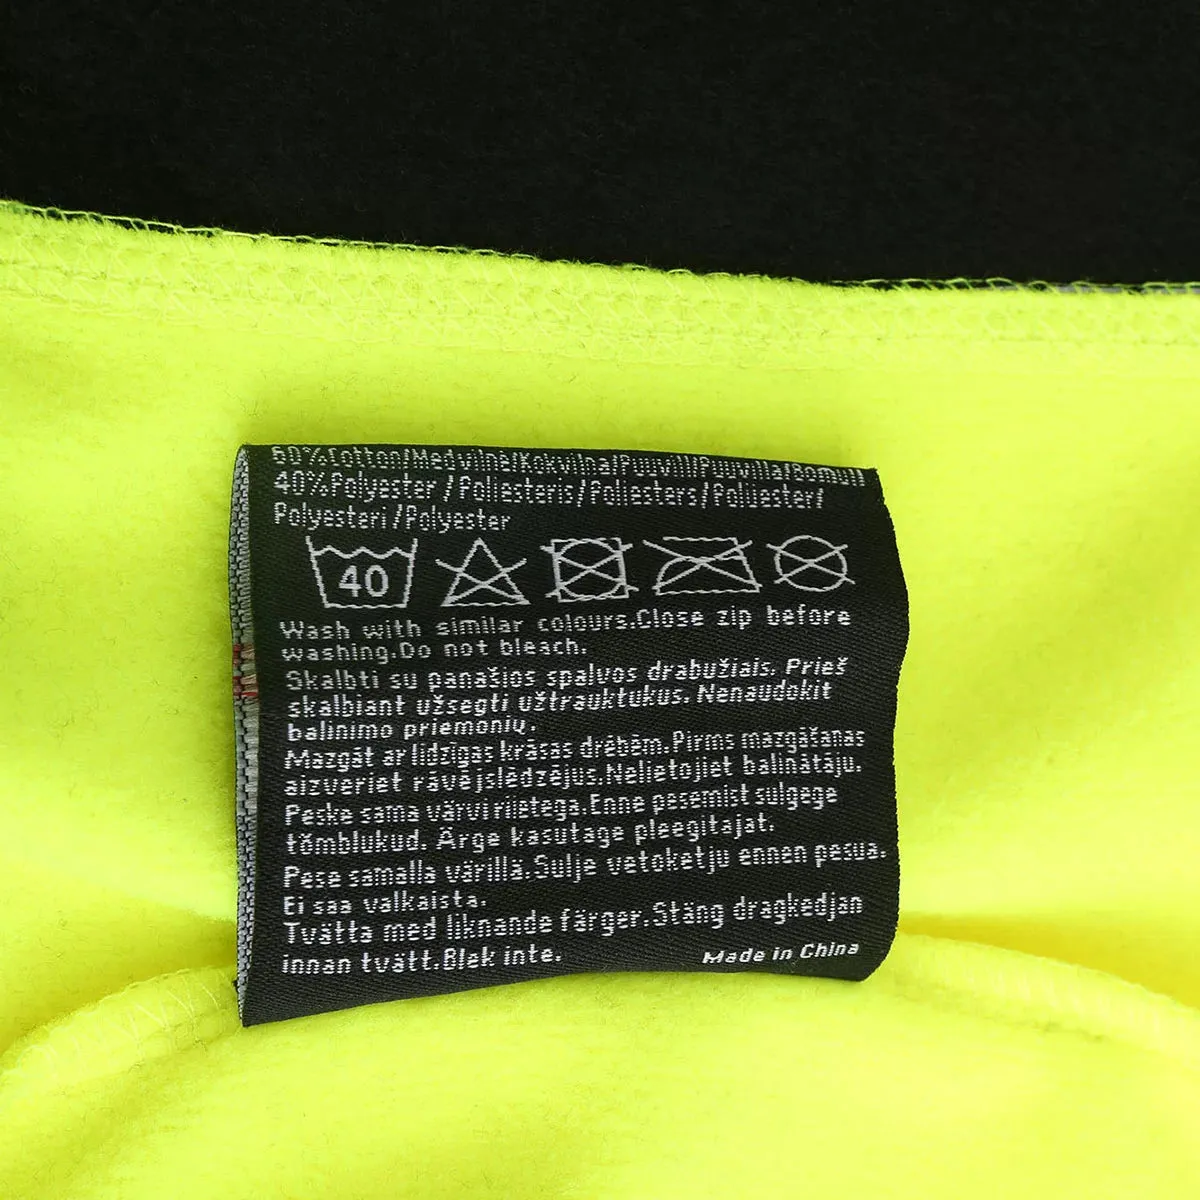 60%Cotton/Medvilnė/Kokvilna/Puuvill/Puuvilla/Bomull
40%Polyester/Poliesteris/Poliesters/Polüester/
Polyesteri/Polyester
40
Wash with similar colours.Close zip before
washing.Do not bleach.
Skalbti su panašios spalvos drabužiais. Prieš
skalbiant užsegti užtrauktukus. Nenaudokit
balinimo priemonių.
Mazgāt ar līdzīgas krāsas drēbēm.Pirms mazgāšanas
aizveriet rāvējslēdzējus.Nelietojiet balinātāju.
Peske sama värvi riietega.Enne pesemist sulgege
tõmblukud. Ärge kasutage pleegitajat.
Pese samalla värillä.Sulje vetoketju ennen pesua.
Ei saa valkaista.
Tvätta med liknande färger.Stäng dragkedjan
innan tvätt.Blek inte.
Made in China